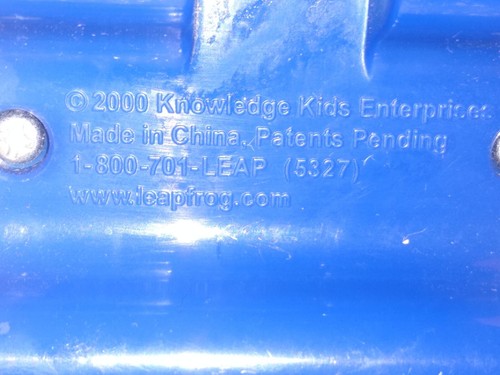 © 2000 Knowledge Kids Enterprises
Made in China, Patents Pending
1-800-701-LEAP (5327)
www.leapfrog.com